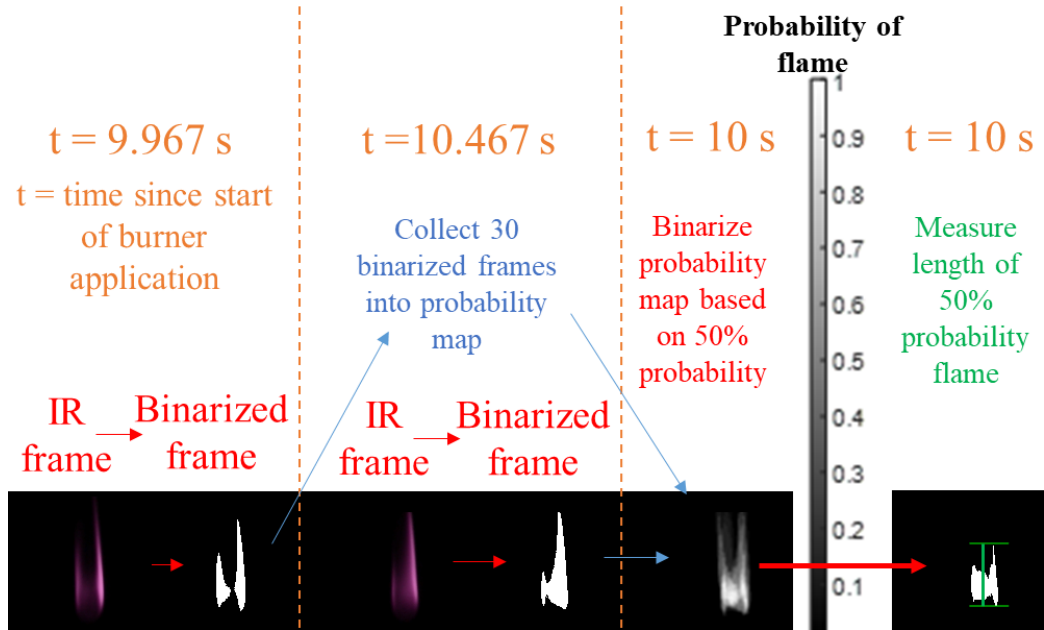 Probability of
flame
t = 9.967 s
t = time since start
of burner
application
IR
frame
Binarized
frame
t =10.467 s
Collect 30
binarized frames
into probability
map
IR
frame
Binarized
frame
t = 10 s
Binarize
probability
map based
on 50%
probability
1
0.9
0.8
0.7
0.6
0.5
0.4
0.3
0.2
0.1
t = 10 s
Measure
length of
50%
probability
flame